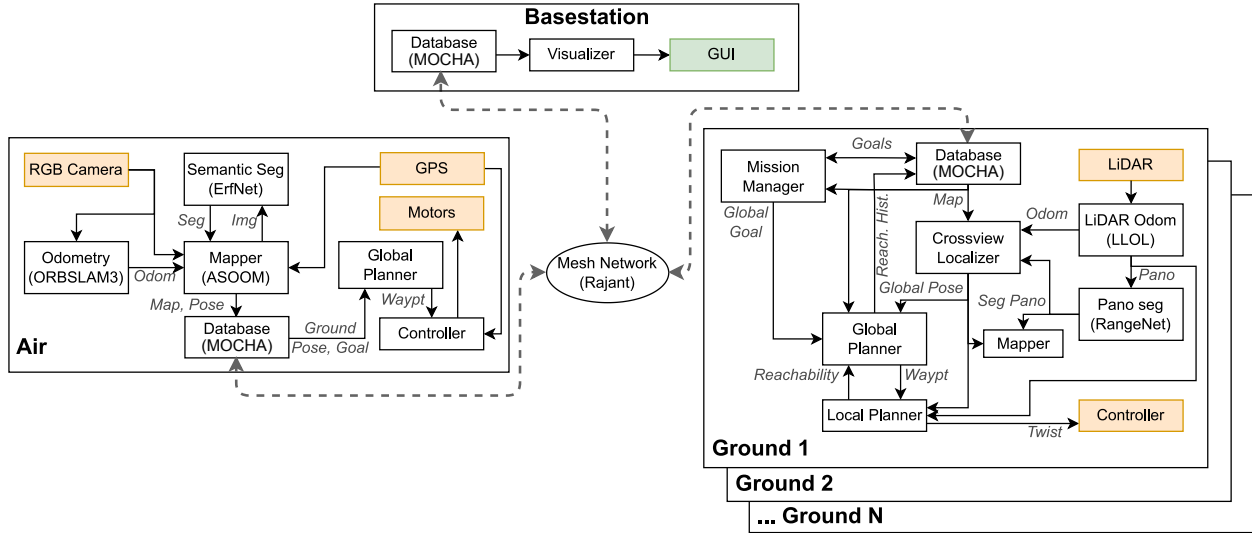 Basestation
Database
(MOCHA)
Visualizer
GUI
RGB Camera
Semantic Seg
(ErfNet)
GPS
Motors
Seg
Img
Odometry
(ORBSLAM3)
Odom
Mapper
(ASOOM)
Global
Planner
Map, Pose
Waypt
Database
(MOCHA)
Ground
Pose, Goal
Controller
Air
Mesh Network
(Rajant)
Mission
Manager
Goals
Database
(MOCHA)
LiDAR
Global
Goal
Reach. Hist.
Map
Odom
LiDAR Odom
(LLOL)
Crossview
Localizer
Pano
Global Pose
Seg Pano
Pano seg
(RangeNet)
Global
Planner
Mapper
Reachability
Waypt
Local Planner
Twist
Controller
Ground 1
Ground 2
... Ground N